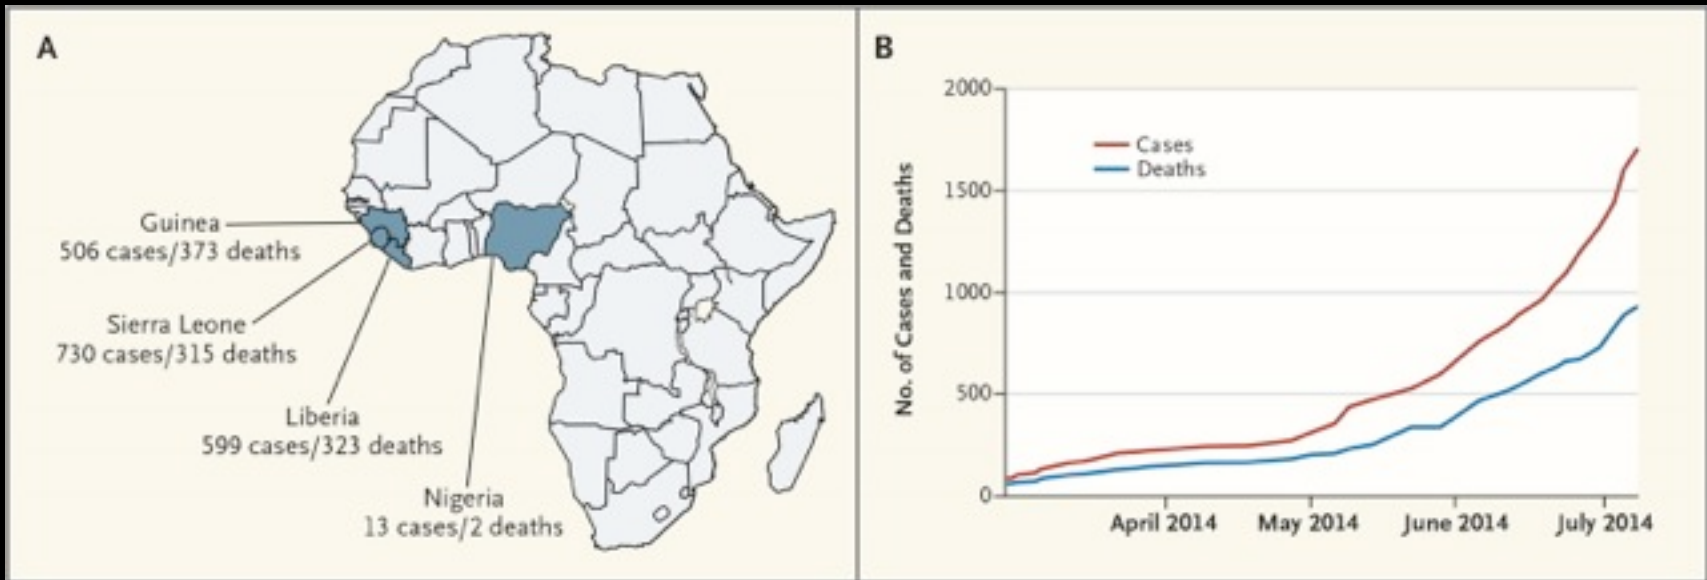 A
Guinea
506 cases/373 deaths
Sierra Leone
730 cases/315 deaths
Liberia
599 cases/323 deaths
Nigeria
13 cases/2 deaths
B
No. of Cases and Deaths
2000
1500
1000
500
0
Cases
Deaths
April 2014
May 2014
June 2014
July 2014